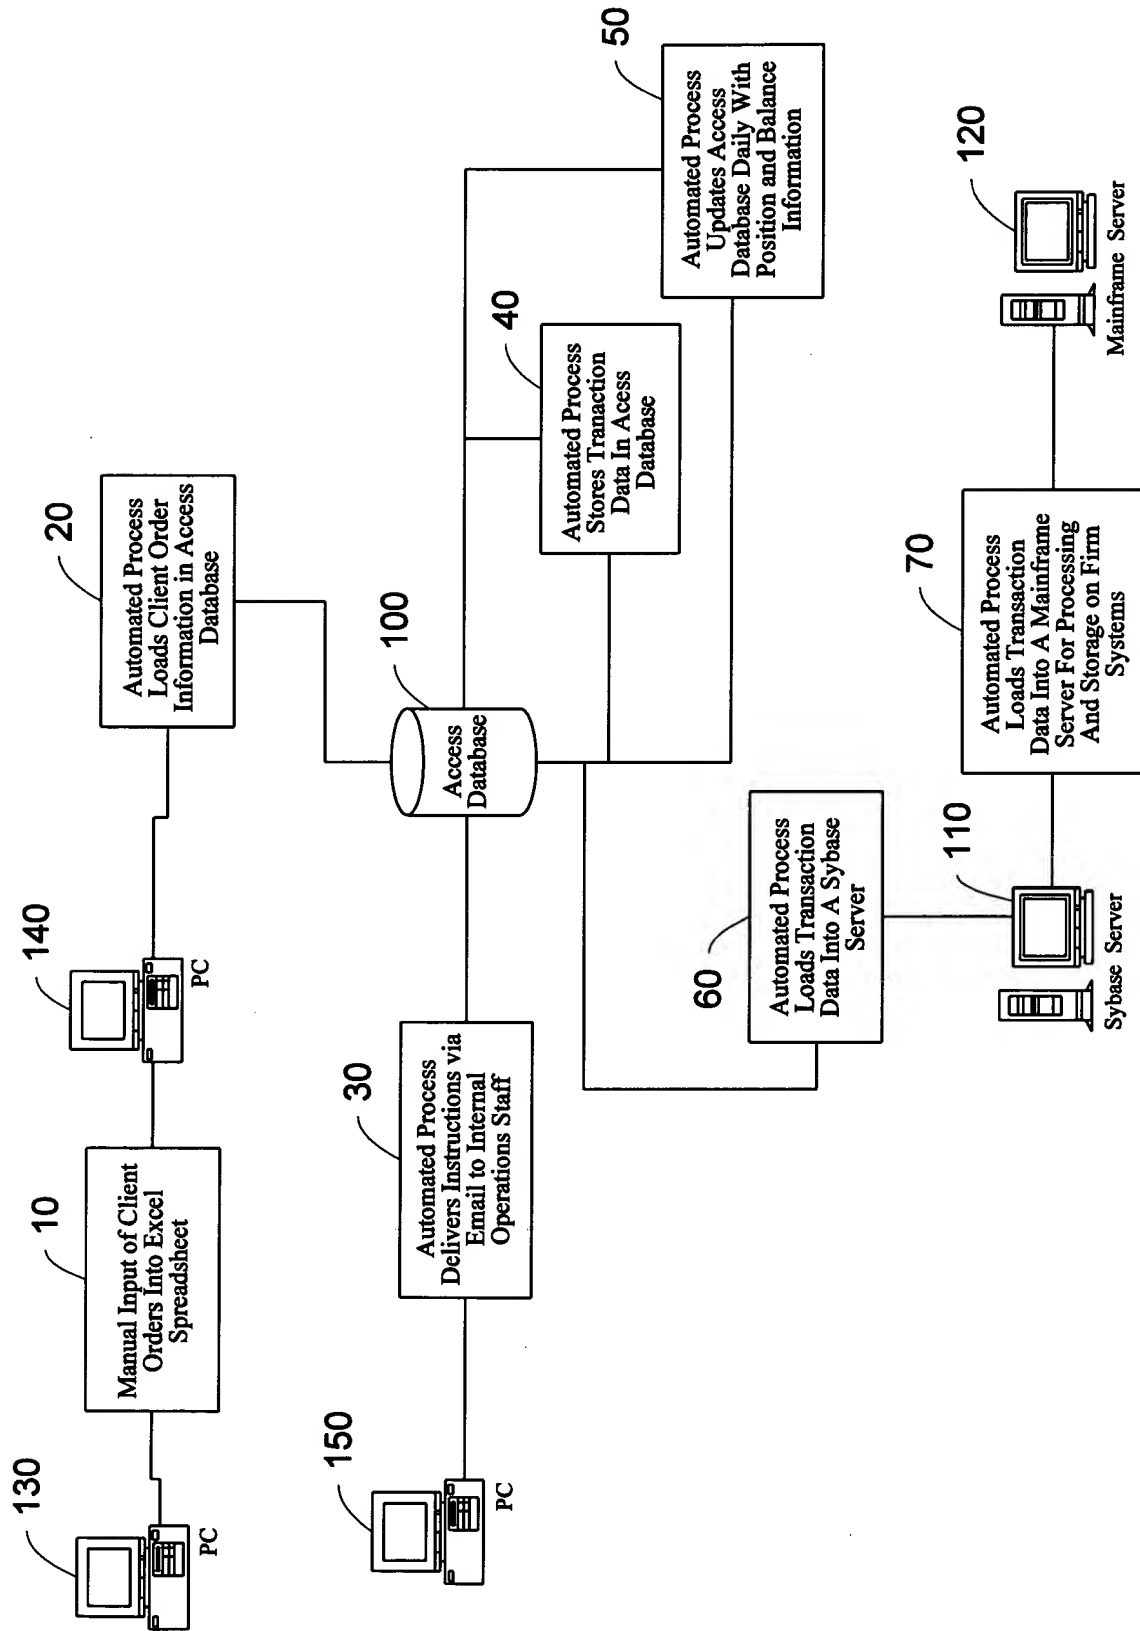 130
PC
10
Manual Input of Client
Orders Into Excel
Spreadsheet
140
PC
20
Automated Process
Loads Client Order
Information in Access
Database
150
PC
30
Automated Process
Delivers Instructions via
Email to Internal
Operations Staff
100
Access
Database
40
Automated Process
Stores Tranaction
Data In Acess
Database
50
Automated Process
Updates Access
Database Daily With
Position and Balance
Information
60
Automated Process
Loads Transaction
Data Into A Sybase
Server
110
Sybase Server
70
Automated Process
Loads Transaction
Data Into A Mainframe
Server For Processing
And Storage on Firm
Systems
120
Mainframe Server